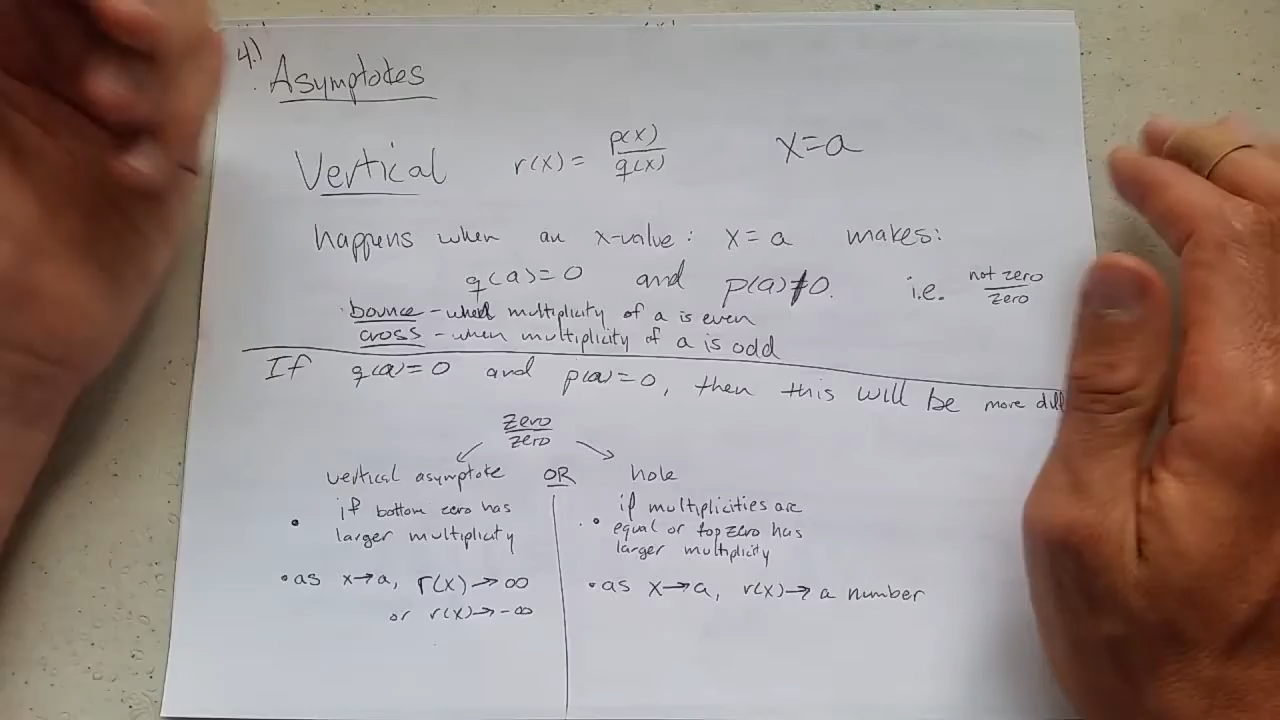 4.)
Asymptotes
Vertical r(x) = p(x)/q(x) x=a
happens when an x-value: x=a makes:
q(a)=0 and p(a)≠0. i.e. not zero/zero
bounce - when multiplicity of a is even
cross - when multiplicity of a is odd
If q(a)=0 and p(a)=0, then this will be more
zero/zero
vertical asymptote OR hole
• if bottom zero has
larger multiplicity
• as x→a, r(x)→∞
or r(x)→-∞
• if multiplicities are
equal or top zero has
larger multiplicity
• as x→a, r(x)→ a number